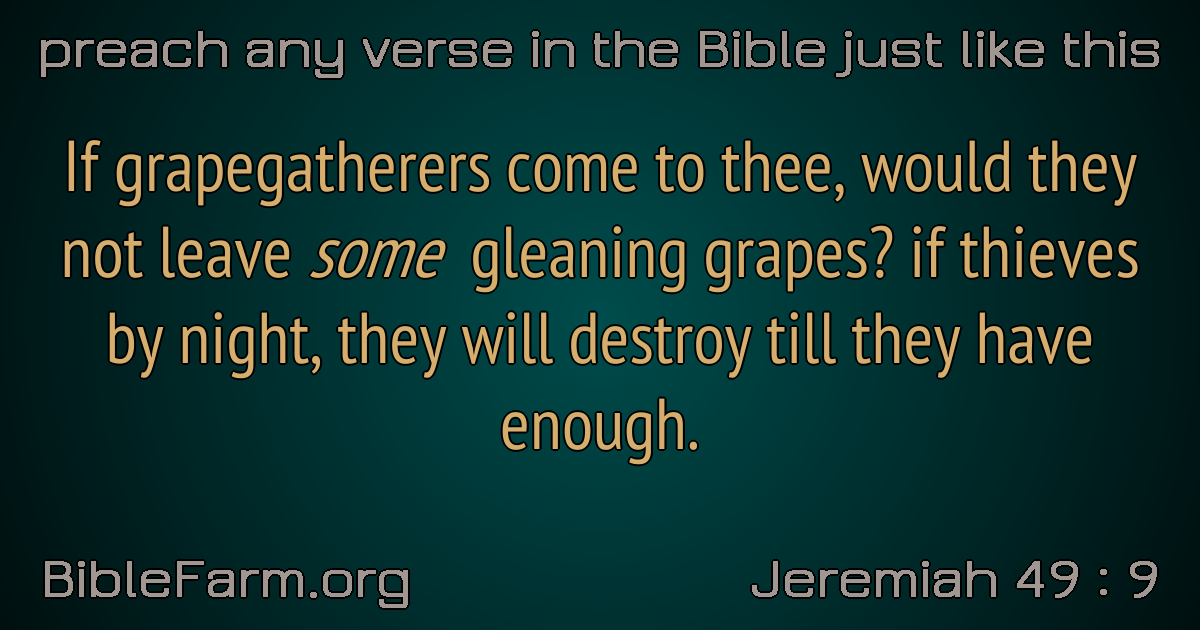 preach any verse in the Bible just like this
If grapegatherers come to thee, would they
not leave some gleaning grapes? if thieves
by night, they will destroy till they have
enough.
BibleFarm.org
Jeremiah 49 : 9